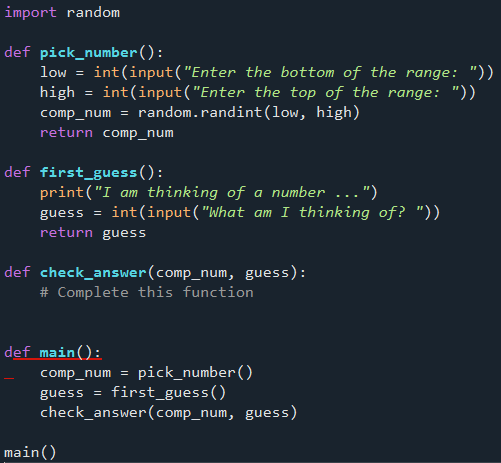 import random
def pick_number():
    low = int(input("Enter the bottom of the range: "))
    high = int(input("Enter the top of the range: "))
    comp_num = random.randint(low, high)
    return comp_num
def first_guess():
    print("I am thinking of a number ...")
    guess = int(input("What am I thinking of? "))
    return guess
def check_answer(comp_num, guess):
    # Complete this function
def main():
    comp_num = pick_number()
    guess = first_guess()
    check_answer(comp_num, guess)
main()